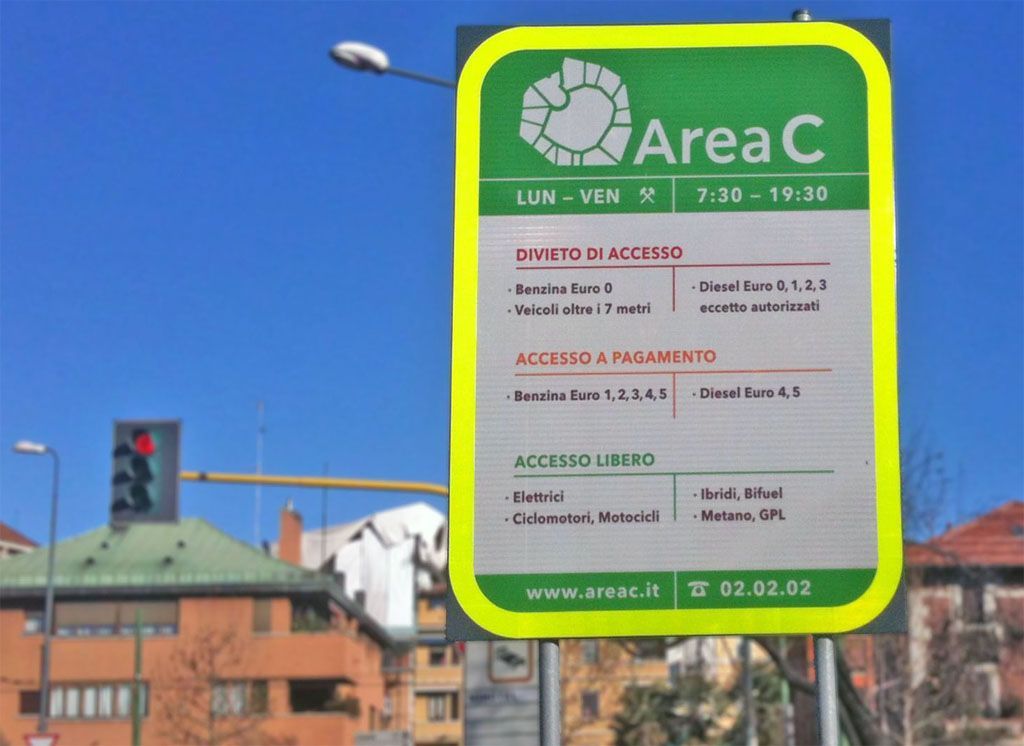 Area C
LUN – VEN ⚒ 7:30 – 19:30
DIVIETO DI ACCESSO
· Benzina Euro 0
· Veicoli oltre i 7 metri
· Diesel Euro 0, 1, 2, 3
eccetto autorizzati
ACCESSO A PAGAMENTO
· Benzina Euro 1, 2, 3, 4, 5
· Diesel Euro 4, 5
ACCESSO LIBERO
· Elettrici
· Ciclomotori, Motocicli
· Ibridi, Bifuel
· Metano, GPL
www.areac.it ☎ 02.02.02